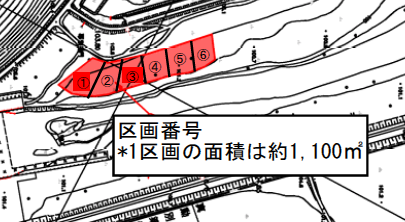 ① ② ③ ④ ⑤ ⑥
区画番号
*1区画の面積は約1,100㎡